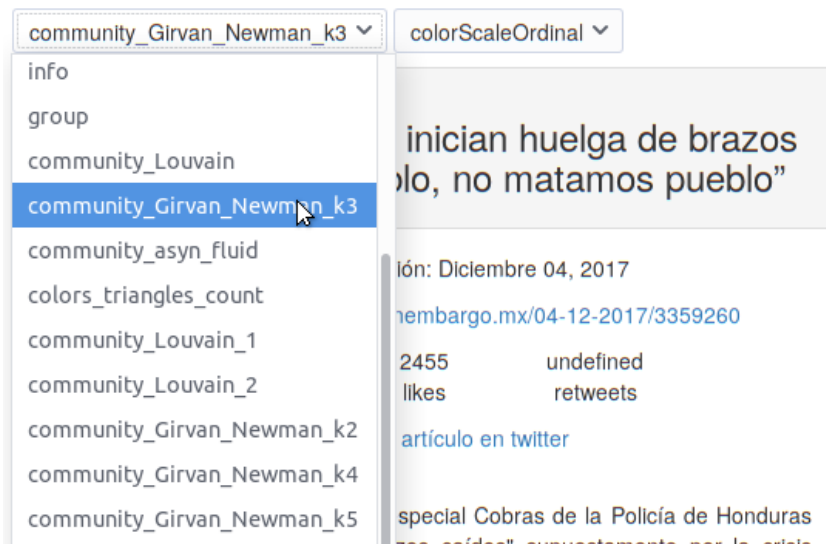 community_Girvan_Newman_k3 colorScaleOrdinal
info
group
community_Louvain
community_Girvan_Newman_k3
community_asyn_fluid
colors_triangles_count
community_Louvain_1
community_Louvain_2
community_Girvan_Newman_k2
community_Girvan_Newman_k4
community_Girvan_Newman_k5
inician huelga de brazos
olo, no matamos pueblo”
ión: Diciembre 04, 2017
nembargo.mx/04-12-2017/3359260
2455 undefined
likes retweets
artículo en twitter
special Cobras de la Policía de Honduras